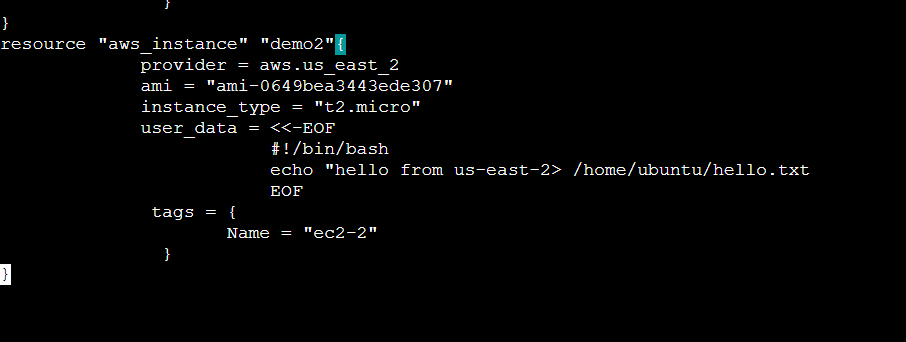 }
}
resource "aws_instance" "demo2"{
provider = aws.us_east_2
ami = "ami-0649bea3443ede307"
instance_type = "t2.micro"
user_data = <<-EOF
#!/bin/bash
echo "hello from us-east-2> /home/ubuntu/hello.txt
EOF
tags = {
Name = "ec2-2"
}
}